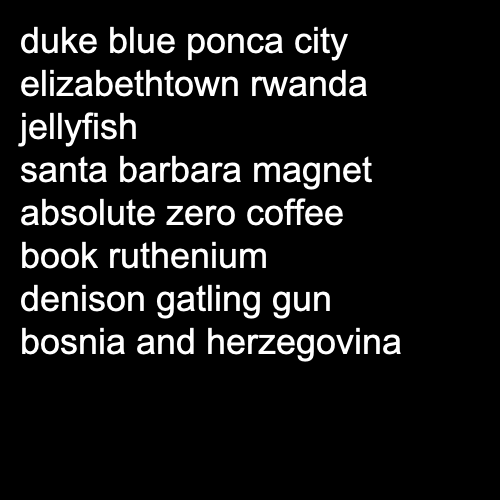 duke blue ponca city
elizabethtown rwanda
jellyfish
santa barbara magnet
absolute zero coffee
book ruthenium
denison gatling gun
bosnia and herzegovina